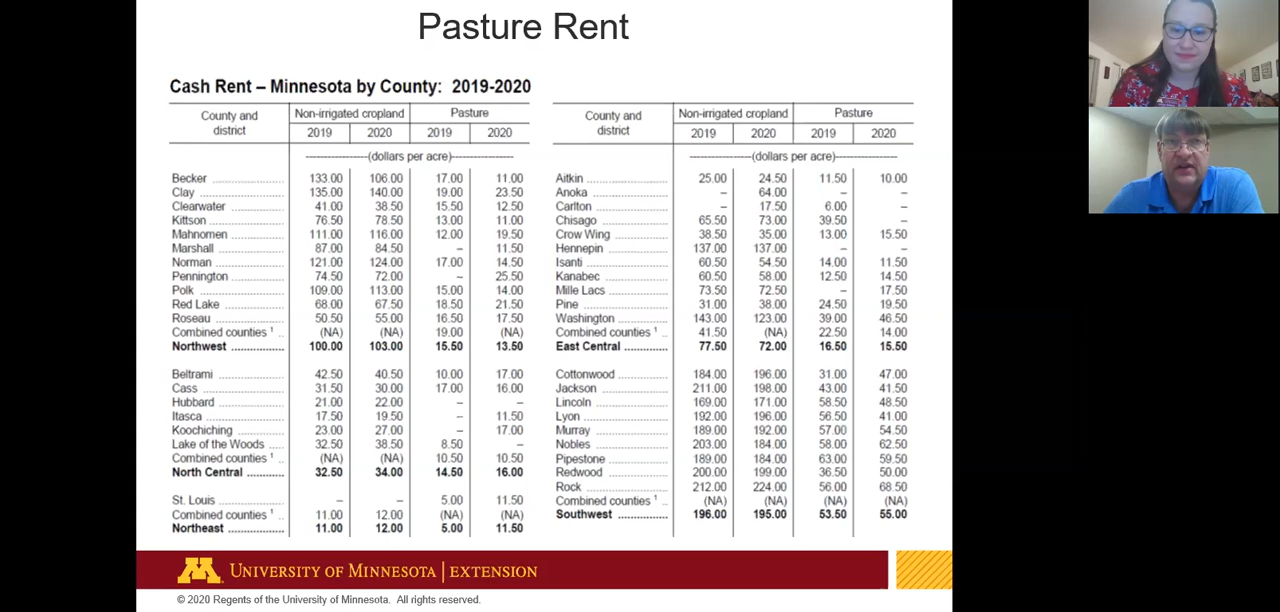 Pasture Rent
Cash Rent – Minnesota by County: 2019-2020
County and district Non-irrigated cropland Pasture
2019 2020 2019 2020
(dollars per acre)
Becker 133.00 106.00 17.00 11.00
Clay 135.00 140.00 19.00 23.50
Clearwater 41.00 38.50 15.50 12.50
Kittson 76.50 78.50 13.00 11.00
Mahnomen 111.00 116.00 12.00 19.50
Marshall 87.00 84.50 – 11.50
Norman 121.00 124.00 17.00 14.50
Pennington 74.50 72.00 – 25.50
Polk 109.00 113.00 15.00 14.00
Red Lake 68.00 67.50 18.50 21.50
Roseau 50.50 55.00 16.50 17.50
Combined counties ¹ (NA) (NA) 19.00 (NA)
Northwest 100.00 103.00 15.50 13.50
Beltrami 42.50 40.50 10.00 17.00
Cass 31.50 30.00 17.00 16.00
Hubbard 21.00 22.00 – –
Itasca 17.50 19.50 – 11.50
Koochiching 23.00 27.00 – 17.00
Lake of the Woods 32.50 38.50 8.50 –
Combined counties ¹ (NA) (NA) 10.50 10.50
North Central 32.50 34.00 14.50 16.00
St. Louis – – 5.00 11.50
Combined counties ¹ 11.00 12.00 (NA) (NA)
Northeast 11.00 12.00 5.00 11.50
County and district Non-irrigated cropland Pasture
2019 2020 2019 2020
(dollars per acre)
Aitkin 25.00 24.50 11.50 10.00
Anoka – 64.00 – –
Carlton – 17.50 6.00 –
Chisago 65.50 73.00 39.50 –
Crow Wing 38.50 35.00 13.00 15.50
Hennepin 137.00 137.00 – –
Isanti 60.50 54.50 14.00 11.50
Kanabec 60.50 58.00 12.50 14.50
Mille Lacs 73.50 72.50 – 17.50
Pine 31.00 38.00 24.50 19.50
Washington 143.00 123.00 39.00 46.50
Combined counties ¹ 41.50 (NA) 22.50 14.00
East Central 77.50 72.00 16.50 15.50
Cottonwood 184.00 196.00 31.00 47.00
Jackson 211.00 198.00 43.00 41.50
Lincoln 169.00 171.00 58.50 48.50
Lyon 192.00 196.00 56.50 41.00
Murray 189.00 192.00 57.00 54.50
Nobles 203.00 184.00 58.00 62.50
Pipestone 189.00 184.00 63.00 59.50
Redwood 200.00 199.00 36.50 50.00
Rock 212.00 224.00 56.00 68.50
Combined counties ¹ (NA) (NA) (NA) (NA)
Southwest 196.00 195.00 53.50 55.00
M UNIVERSITY OF MINNESOTA | EXTENSION
© 2020 Regents of the University of Minnesota. All rights reserved.